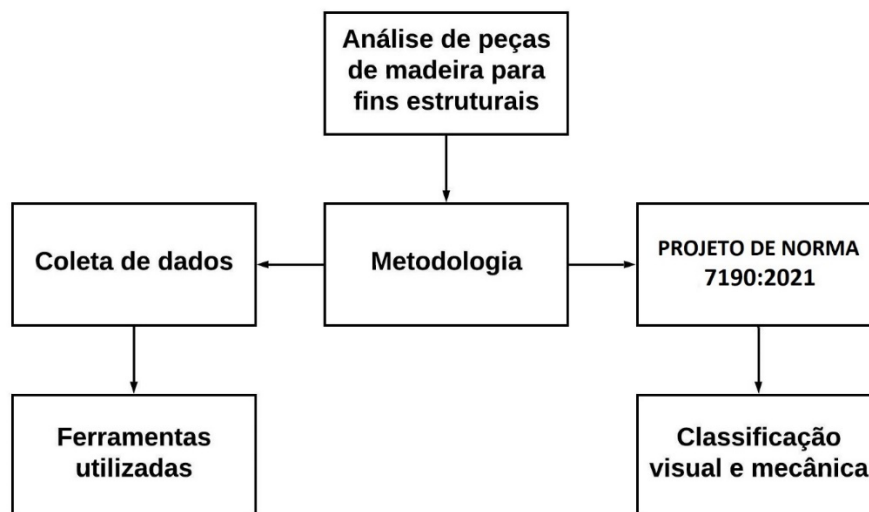 Análise de peças
de madeira para
fins estruturais
Coleta de dados
Metodologia
PROJETO DE NORMA
7190:2021
Ferramentas
utilizadas
Classificação
visual e mecânica